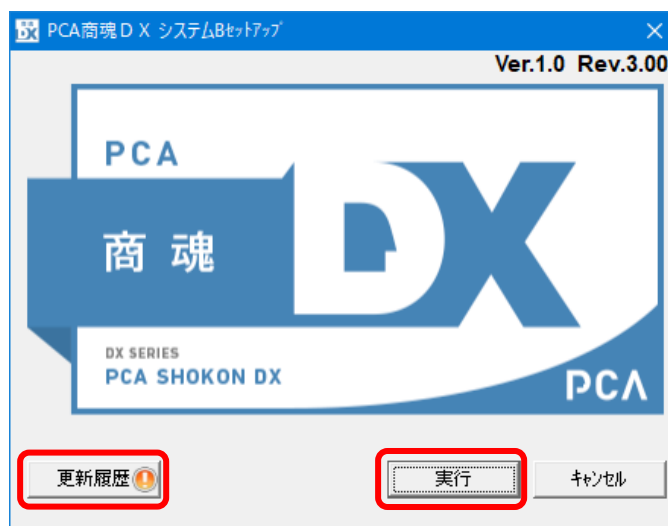 PCA商魂ＤＸ システムBｾｯﾄｱｯﾌﾟ
Ver.1.0 Rev.3.00
PCA
商魂
DX
DX SERIES
PCA SHOKON DX
PCA
更新履歴 実行 ｷｬﾝｾﾙ